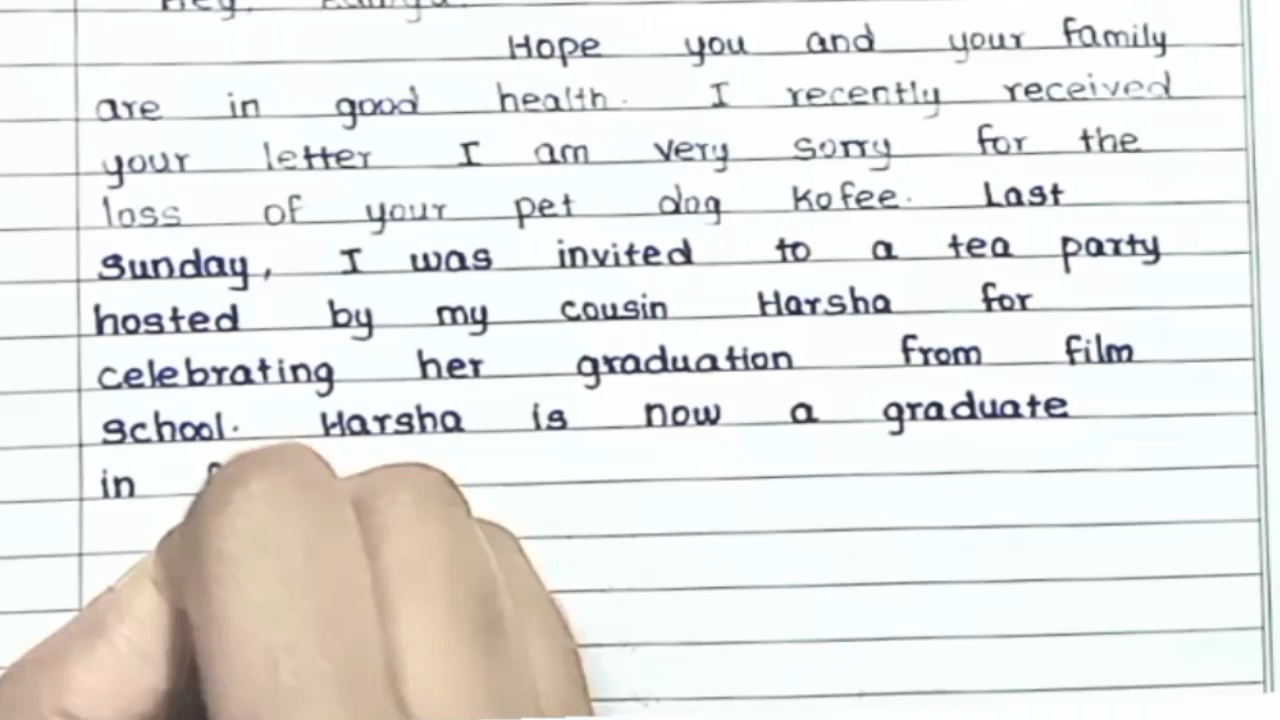 Hey,
Hope you and your family
are in good health. I recently received
your letter I am very sorry for the
loss of your pet dog Kofee. Last
Sunday, I was invited to a tea party
hosted by my cousin Harsha for
celebrating her graduation from film
school. Harsha is now a graduate
in